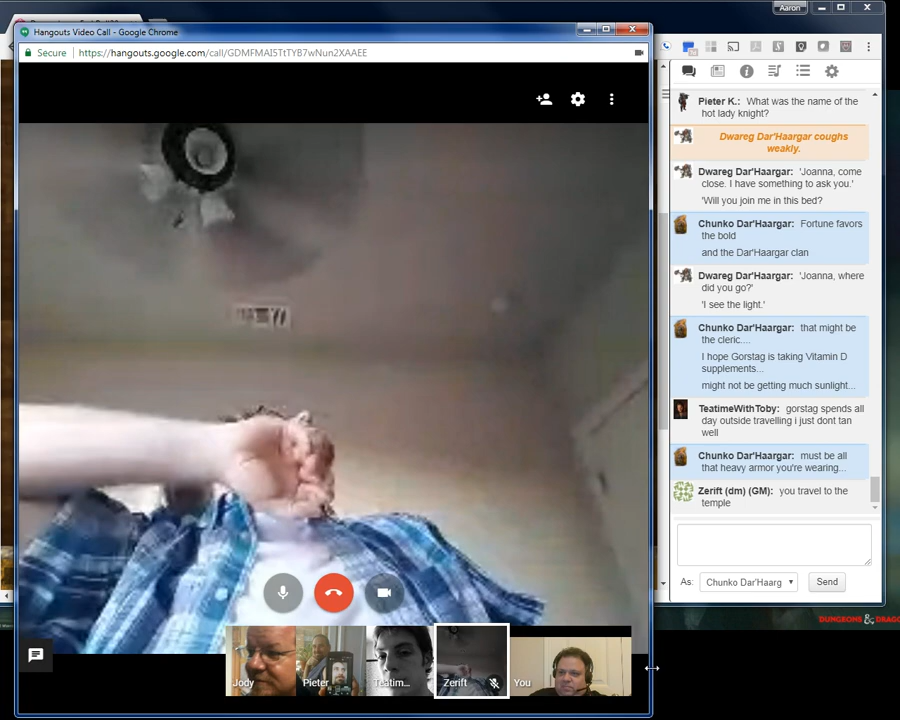 Aaron
Hangouts Video Call - Google Chrome
Secure
https://hangouts.google.com/call/GDMFMAI5TtTYB7wNun2XAAEE
Pieter K.: What was the name of the
hot lady knight?
Dwareg Dar'Haargar coughs
weakly.
Dwareg Dar'Haargar: 'Joanna, come
close. I have something to ask you.'
'Will you join me in this bed?
Chunko Dar'Haargar: Fortune favors
the bold
and the Dar'Haargar clan
Dwareg Dar'Haargar: 'Joanna, where
did you go?'
'I see the light.'
Chunko Dar'Haargar: that might be
the cleric....
I hope Gorstag is taking Vitamin D
supplements...
might not be getting much sunlight...
TeatimeWithToby: gorstag spends all
day outside travelling i just dont tan
well
Chunko Dar'Haargar: must be all
that heavy armor you're wearing...
Zerift (dm) (GM): you travel to the
temple
As: Chunko Dar'Haarg
Send
DUNGEONS & DRAGO
Jody
Pieter
Teatim...
Zerift
You